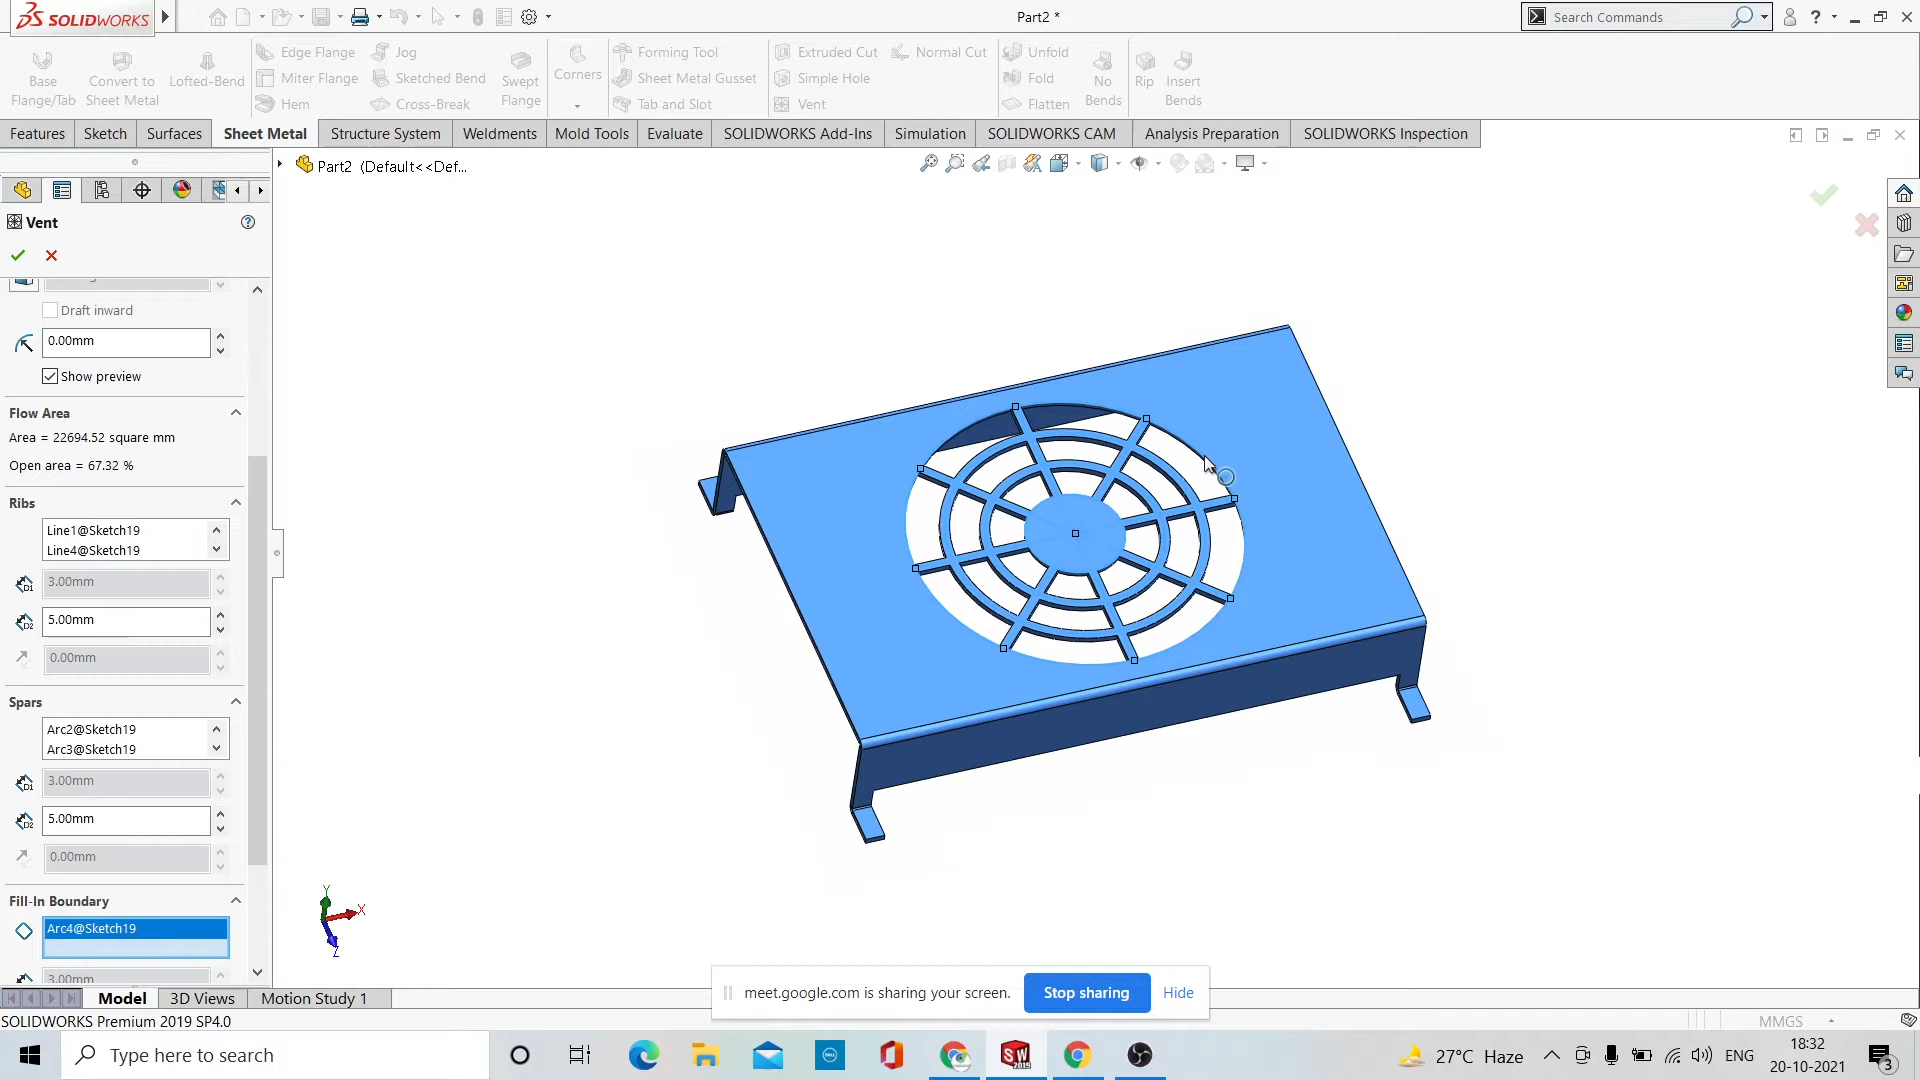 SOLIDWORKS
Part2 *
Search Commands
Base Flange/Tab
Convert to Sheet Metal
Lofted-Bend
Edge Flange
Miter Flange
Hem
Jog
Sketched Bend
Cross-Break
Swept Flange
Corners
Forming Tool
Sheet Metal Gusset
Tab and Slot
Extruded Cut
Simple Hole
Vent
Normal Cut
Unfold
Fold
Flatten
No Bends
Rip
Insert Bends
Features
Sketch
Surfaces
Sheet Metal
Structure System
Weldments
Mold Tools
Evaluate
SOLIDWORKS Add-Ins
Simulation
SOLIDWORKS CAM
Analysis Preparation
SOLIDWORKS Inspection
Part2 (Default<<Def...
Vent
Draft inward
0.00mm
Show preview
Flow Area
Area = 22694.52 square mm
Open area = 67.32 %
Ribs
Line1@Sketch19
Line4@Sketch19
D1
3.00mm
D2
5.00mm
0.00mm
Spars
Arc2@Sketch19
Arc3@Sketch19
D1
3.00mm
D2
5.00mm
0.00mm
Fill-In Boundary
Arc4@Sketch19
3.00mm
Y
X
Z
meet.google.com is sharing your screen.
Stop sharing
Hide
Model
3D Views
Motion Study 1
SOLIDWORKS Premium 2019 SP4.0
MMGS
Type here to search
DELL
SW
2019
27°C Haze
ENG
18:32
20-10-2021
3